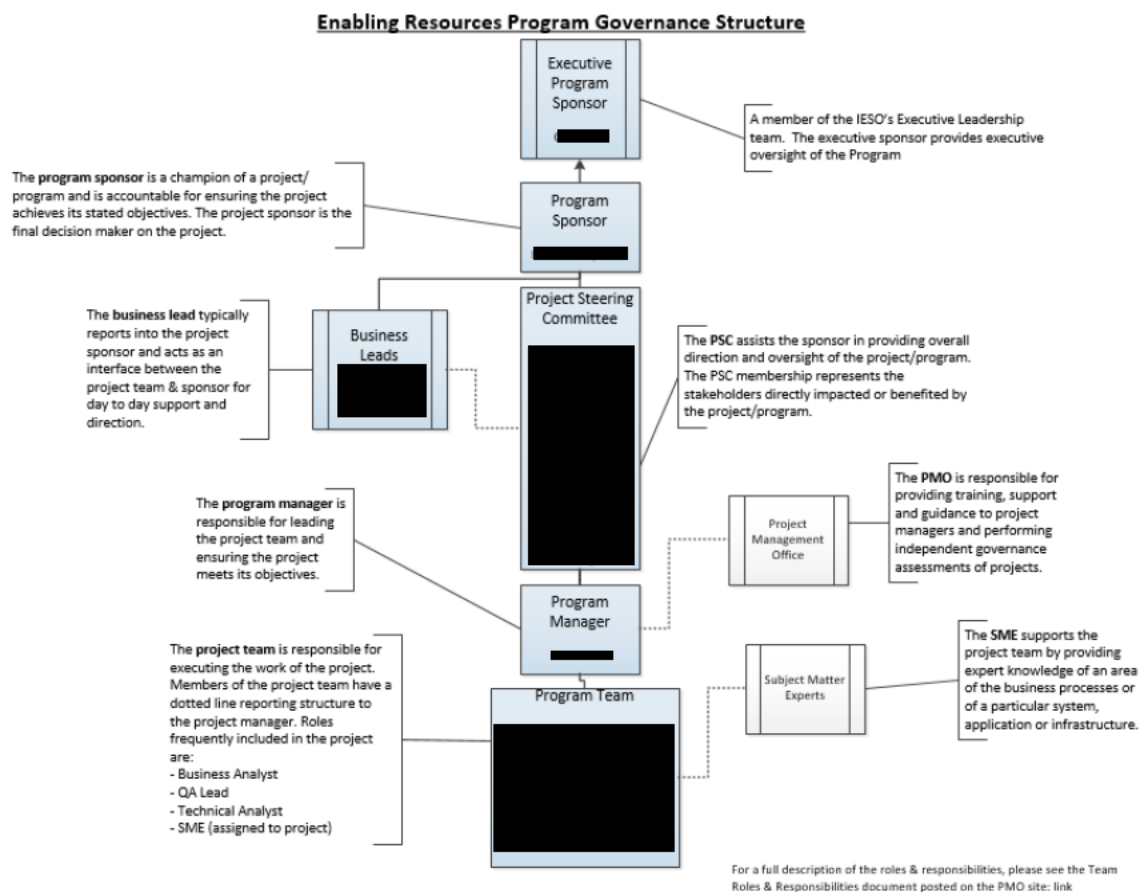 Enabling Resources Program Governance Structure
Executive
Program
Sponsor
A member of the IESO's Executive Leadership
team.  The executive sponsor provides executive
oversight of the Program
The program sponsor is a champion of a project/
program and is accountable for ensuring the project
achieves its stated objectives. The project sponsor is the
final decision maker on the project.
Program
Sponsor
The business lead typically
reports into the project
sponsor and acts as an
interface between the
project team & sponsor for
day to day support and
direction.
Business
Leads
Project Steering
Committee
The PSC assists the sponsor in providing overall
direction and oversight of the project/program.
The PSC membership represents the
stakeholders directly impacted or benefited by
the project/program.
The program manager is
responsible for leading
the project team and
ensuring the project
meets its objectives.
Project
Management
Office
The PMO is responsible for
providing training, support
and guidance to project
managers and performing
independent governance
assessments of projects.
Program
Manager
The project team is responsible for
executing the work of the project.
Members of the project team have a
dotted line reporting structure to
the project manager. Roles
frequently included in the project
are:
- Business Analyst
- QA Lead
- Technical Analyst
- SME (assigned to project)
Program Team
Subject Matter
Experts
The SME supports the
project team by providing
expert knowledge of an area
of the business processes or
of a particular system,
application or infrastructure.
For a full description of the roles & responsibilities, please see the Team
Roles & Responsibilities document posted on the PMO site: link